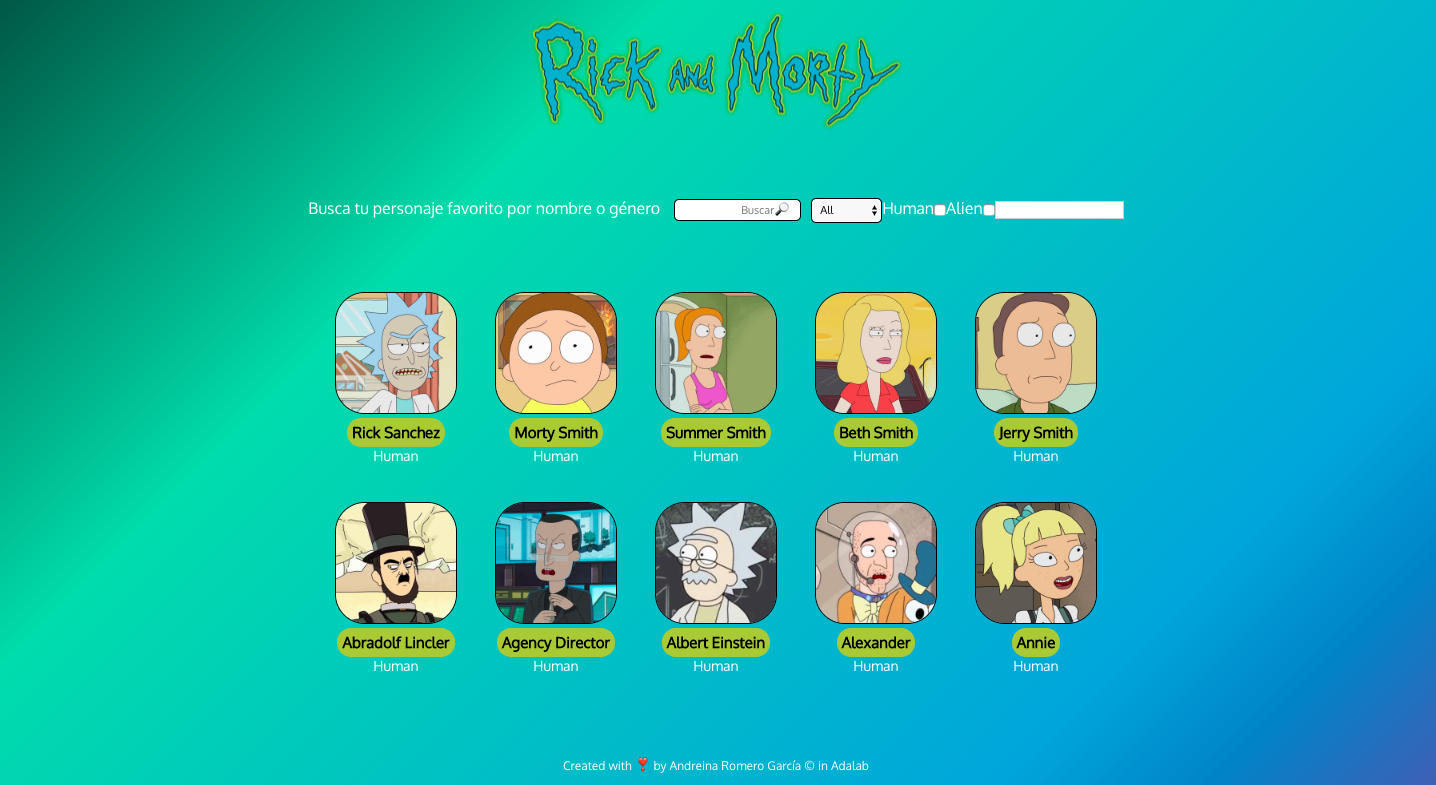 Rick and Morty
Busca tu personaje favorito por nombre o género Buscar🔎 All Human Alien
Rick Sanchez Morty Smith Summer Smith Beth Smith Jerry Smith
Human Human Human Human Human
Abradolf Lincler Agency Director Albert Einstein Alexander Annie
Human Human Human Human Human
Created with ❣️ by Andreina Romero García © in Adalab